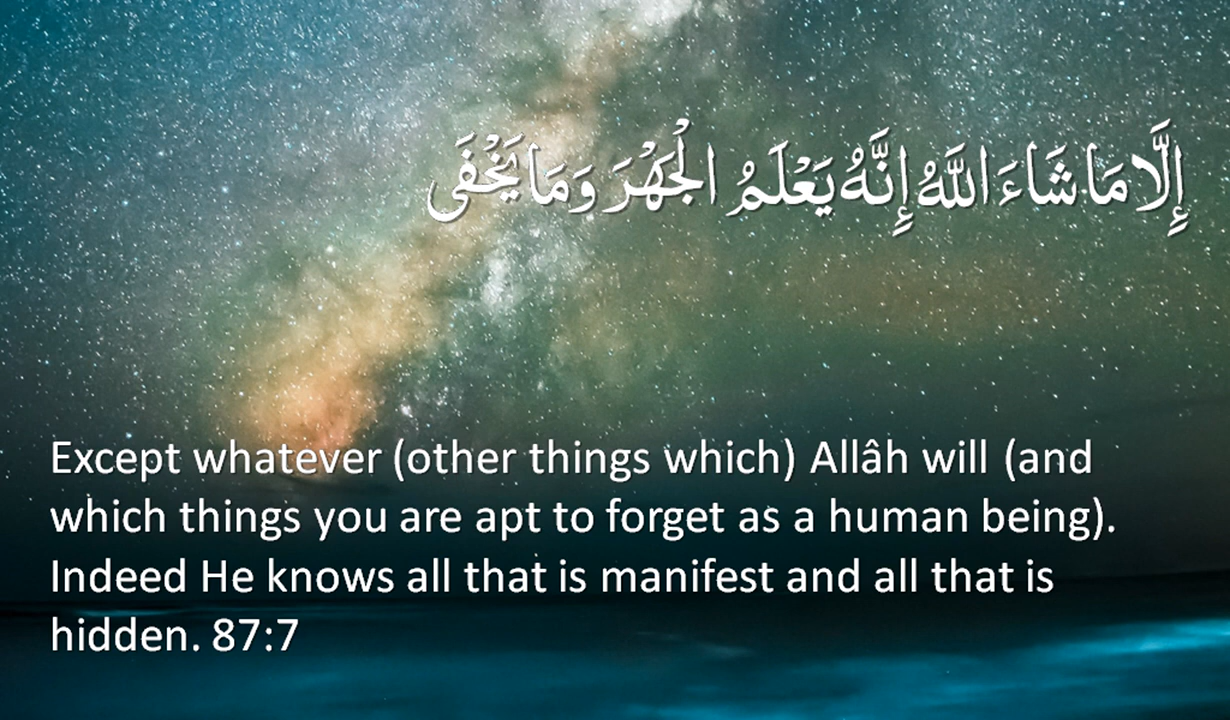 إِلَّا مَا شَاءَ اللَّهُ إِنَّهُ يَعْلَمُ الْجَهْرَ وَمَا يَخْفَى
Except whatever (other things which) Allâh will (and
which things you are apt to forget as a human being).
Indeed He knows all that is manifest and all that is
hidden. 87:7